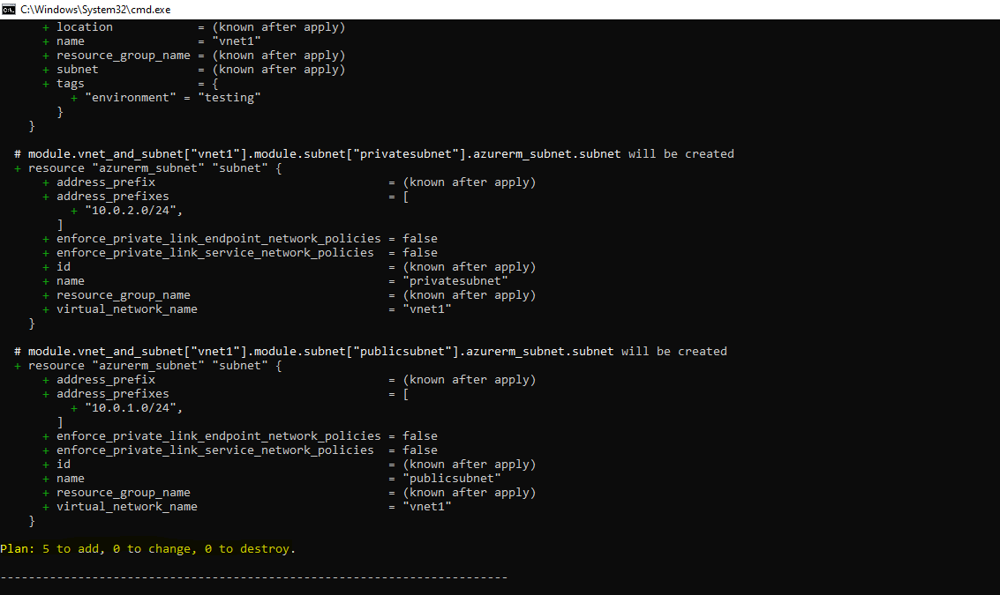 C:\Windows\System32\cmd.exe
+ location            = (known after apply)
+ name                = "vnet1"
+ resource_group_name = (known after apply)
+ subnet              = (known after apply)
+ tags                = {
+ "environment" = "testing"
}
}
# module.vnet_and_subnet["vnet1"].module.subnet["privatesubnet"].azurerm_subnet.subnet will be created
+ resource "azurerm_subnet" "subnet" {
+ address_prefix                                 = (known after apply)
+ address_prefixes                               = [
+ "10.0.2.0/24",
]
+ enforce_private_link_endpoint_network_policies = false
+ enforce_private_link_service_network_policies  = false
+ id                                             = (known after apply)
+ name                                           = "privatesubnet"
+ resource_group_name                            = (known after apply)
+ virtual_network_name                           = "vnet1"
}
# module.vnet_and_subnet["vnet1"].module.subnet["publicsubnet"].azurerm_subnet.subnet will be created
+ resource "azurerm_subnet" "subnet" {
+ address_prefix                                 = (known after apply)
+ address_prefixes                               = [
+ "10.0.1.0/24",
]
+ enforce_private_link_endpoint_network_policies = false
+ enforce_private_link_service_network_policies  = false
+ id                                             = (known after apply)
+ name                                           = "publicsubnet"
+ resource_group_name                            = (known after apply)
+ virtual_network_name                           = "vnet1"
}
Plan: 5 to add, 0 to change, 0 to destroy.
------------------------------------------------------------------------